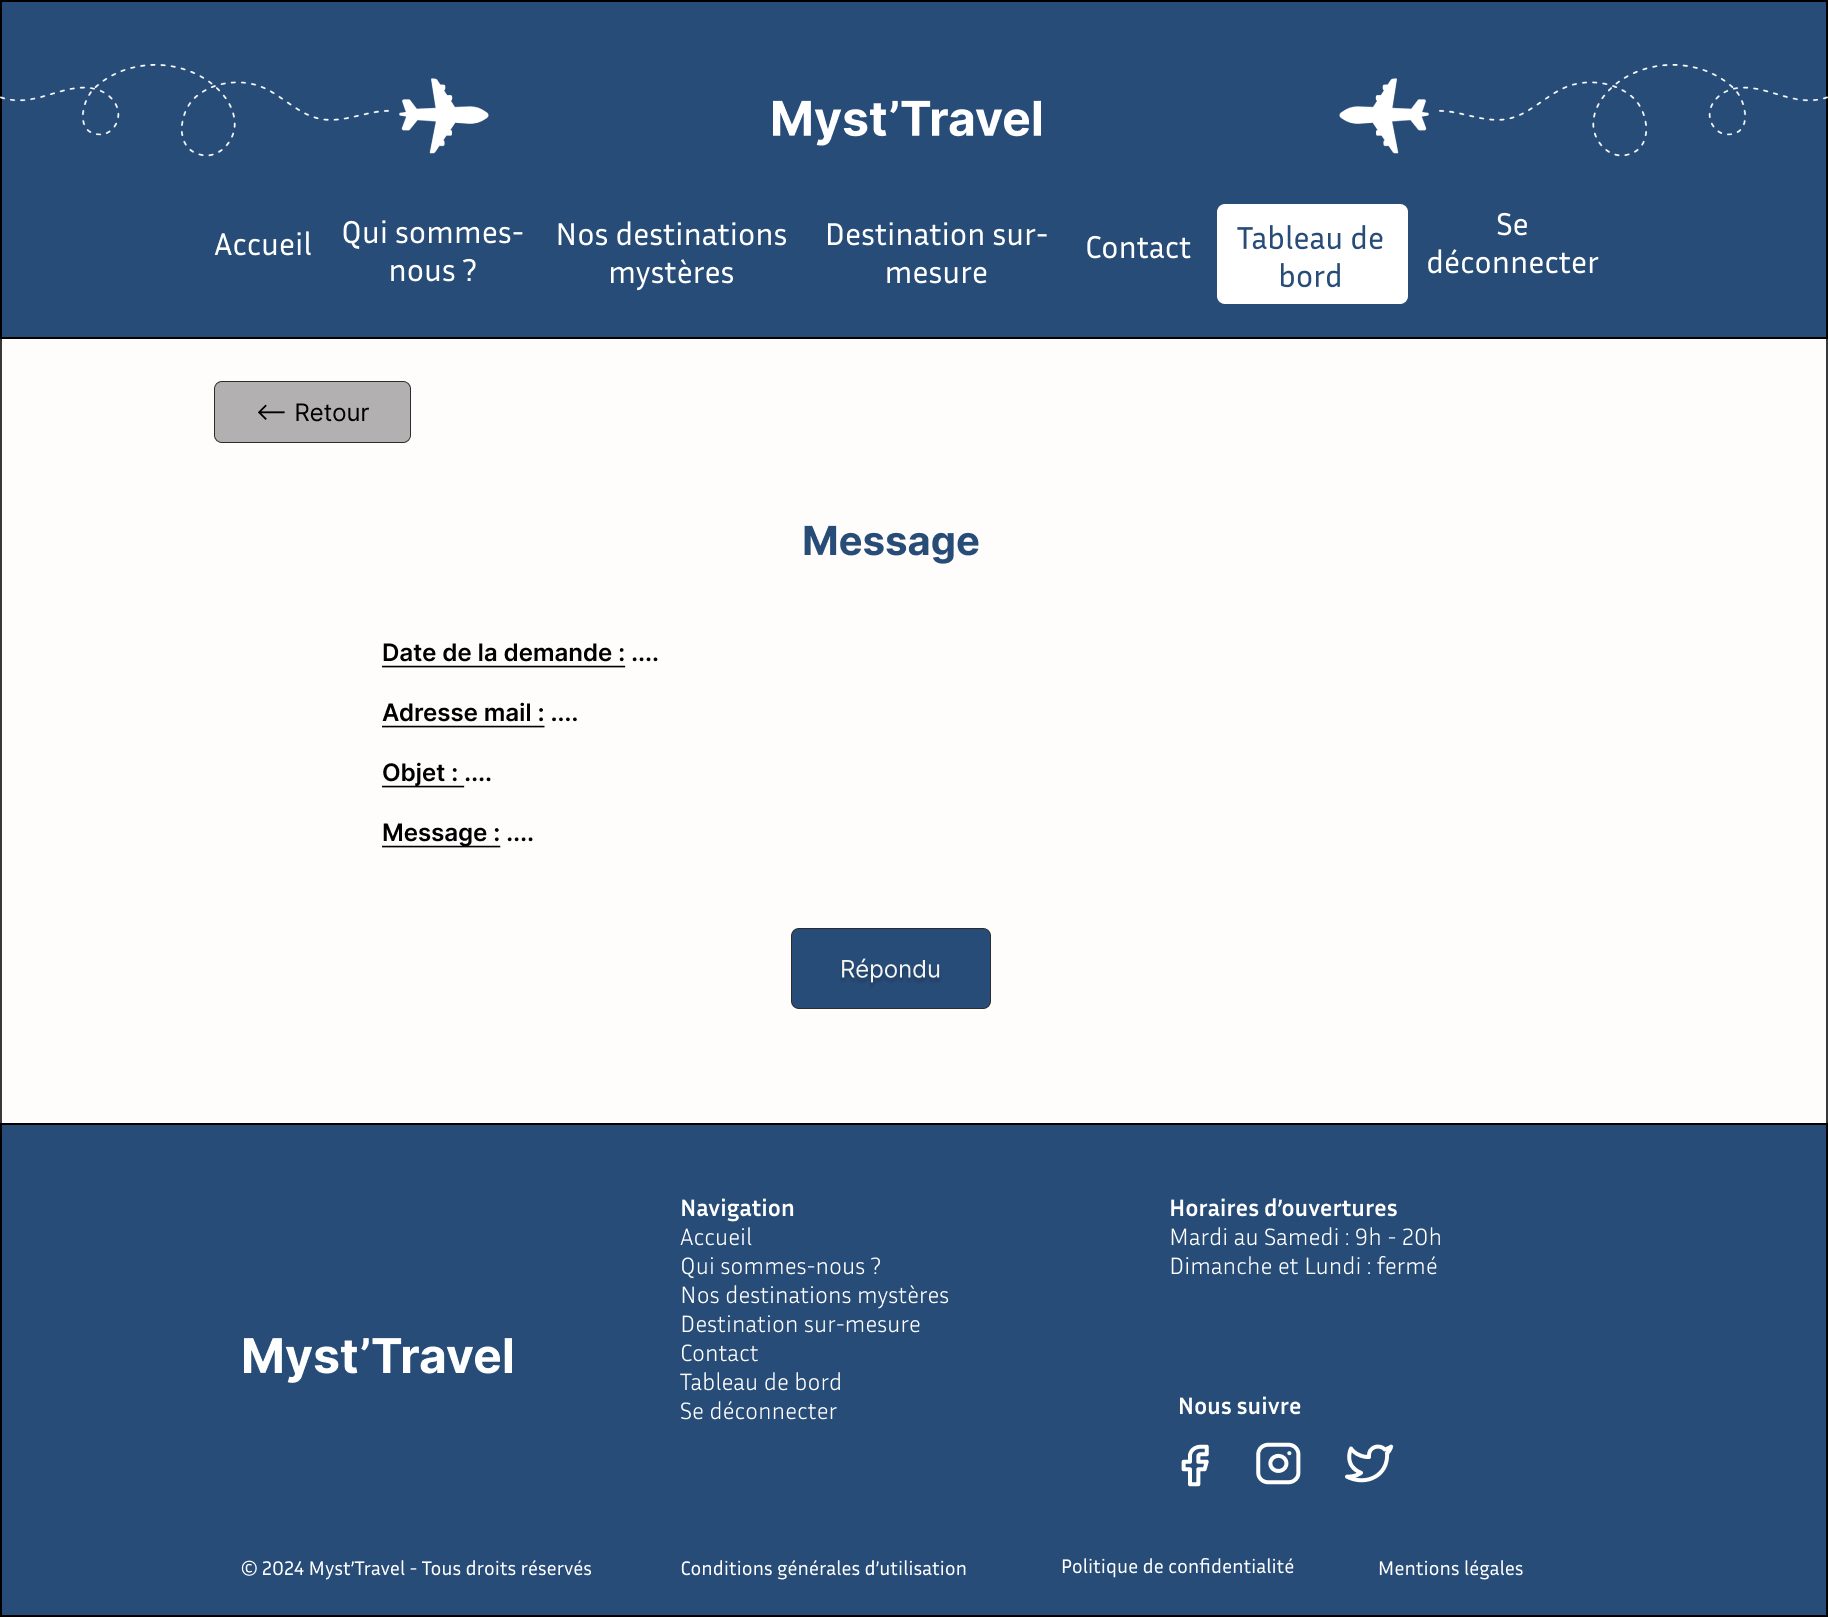 Myst’Travel
Accueil
Qui sommes-
nous ?
Nos destinations
mystères
Destination sur-
mesure
Contact
Tableau de
bord
Se
déconnecter
Retour
Message
Date de la demande : ....
Adresse mail : ....
Objet : ....
Message : ....
Répondu
Myst’Travel
Navigation
Accueil
Qui sommes-nous ?
Nos destinations mystères
Destination sur-mesure
Contact
Tableau de bord
Se déconnecter
Horaires d’ouvertures
Mardi au Samedi : 9h - 20h
Dimanche et Lundi : fermé
Nous suivre
© 2024 Myst’Travel - Tous droits réservés
Conditions générales d’utilisation
Politique de confidentialité
Mentions légales